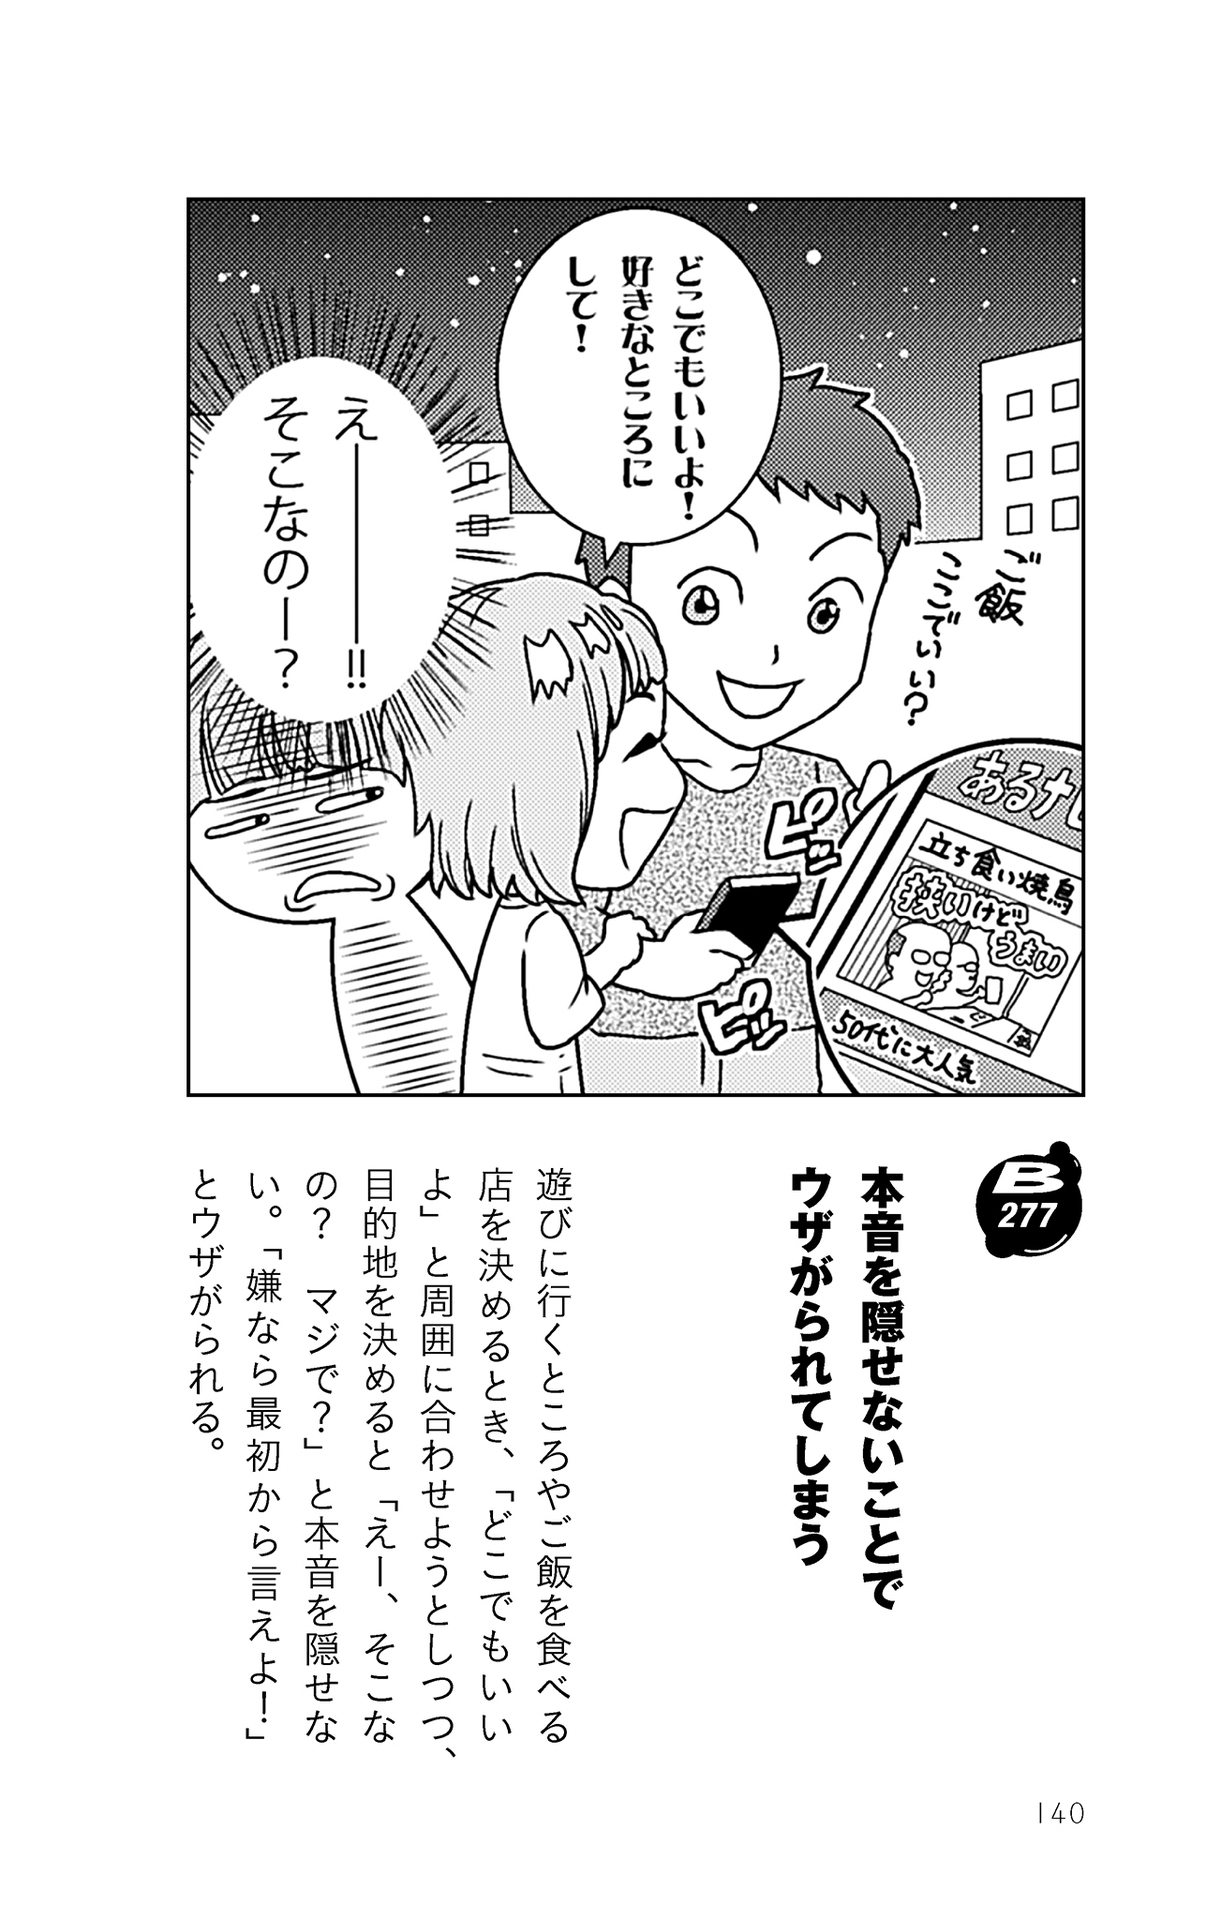 どこでもいいよ！
好きなところに
して！
え――――!!
そこなのー？
ご飯
ここでいい？
ピッ
ピッ
立ち食い焼鳥
狭いけど
うまい
50代に大人気
B
277
本音を隠せないことで
ウザがられてしまう
遊びに行くところやご飯を食べる
店を決めるとき、「どこでもいい
よ」と周囲に合わせようとしつつ、
目的地を決めると「えー、そこな
の？　マジで？」と本音を隠せな
い。「嫌なら最初から言えよ！」
とウザがられる。
140